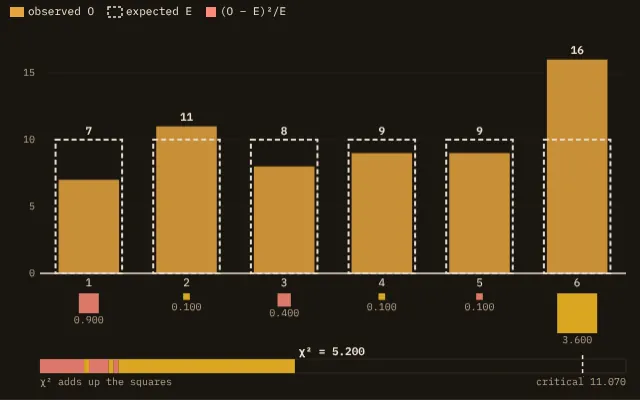 observed O expected E (O − E)²/E
16
15
11
10
7 8 9 9
5
0
1 2 3 4 5 6
0.900 0.100 0.400 0.100 0.100 3.600
χ² = 5.200
χ² adds up the squares critical 11.070